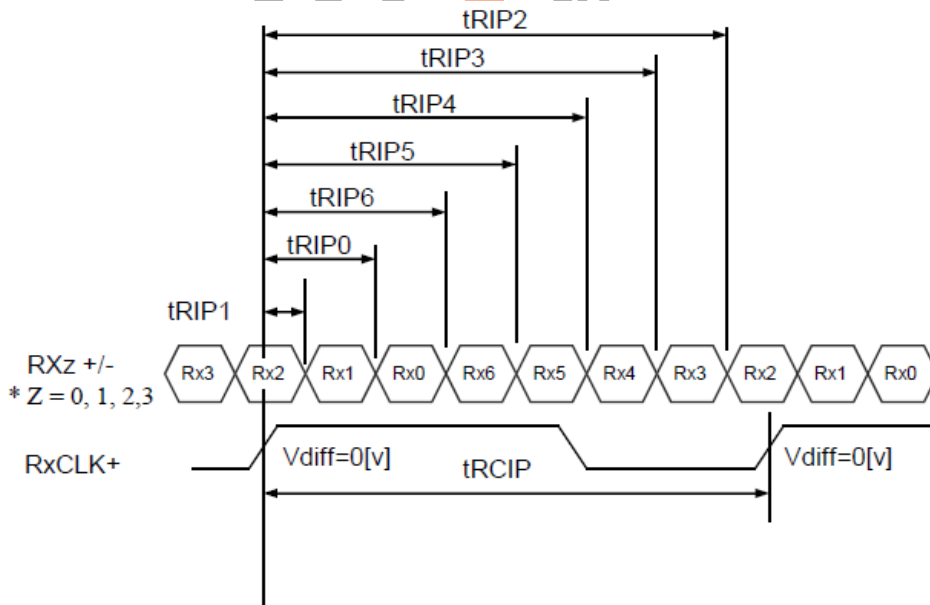 tRIP2
tRIP3
tRIP4
tRIP5
tRIP6
tRIP0
tRIP1
RXz +/-
* Z = 0, 1, 2,3
Rx3 Rx2 Rx1 Rx0 Rx6 Rx5 Rx4 Rx3 Rx2 Rx1 Rx0
RxCLK+
Vdiff=0[v]
tRCIP
Vdiff=0[v]